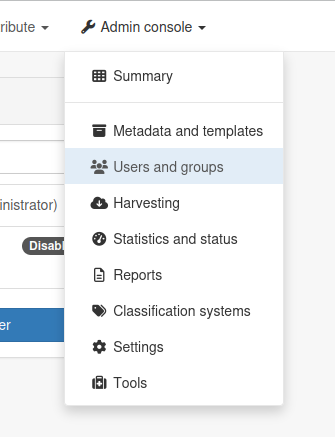 ribute
Admin console
Summary
Metadata and templates
Users and groups
Harvesting
inistrator)
Statistics and status
Disabl
Reports
Classification systems
er
Settings
Tools